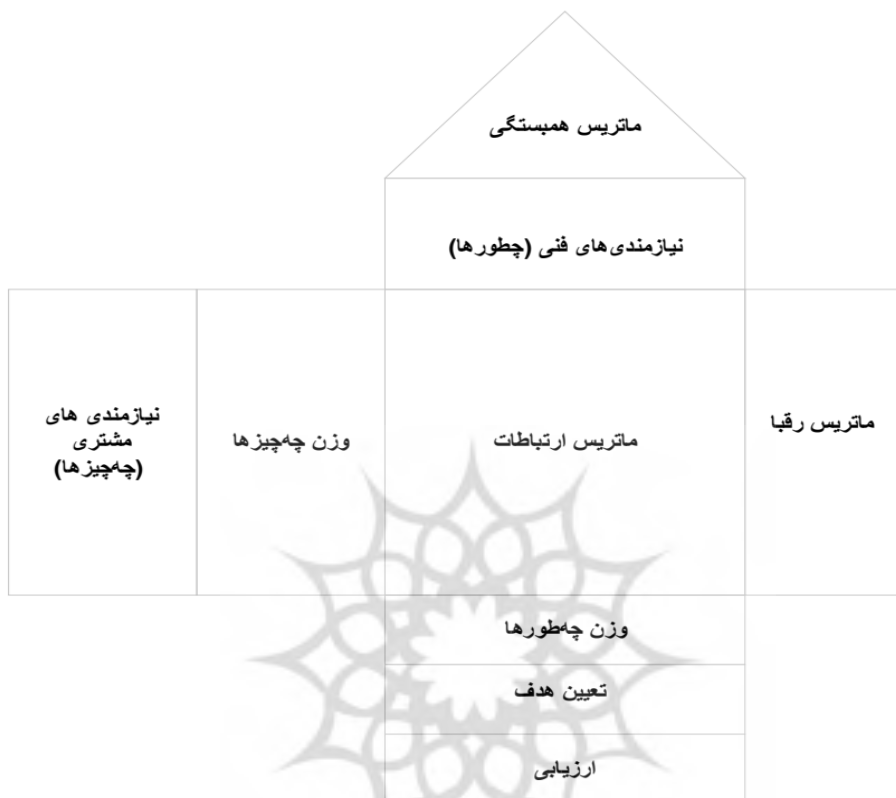 ماتریس همبستگی
نیازمندی‌های فنی (چطورها)
نیازمندی های
مشتری
(چه‌چیزها)
وزن چه‌چیزها
ماتریس ارتباطات
ماتریس رقبا
وزن چه‌طورها
تعیین هدف
ارزیابی